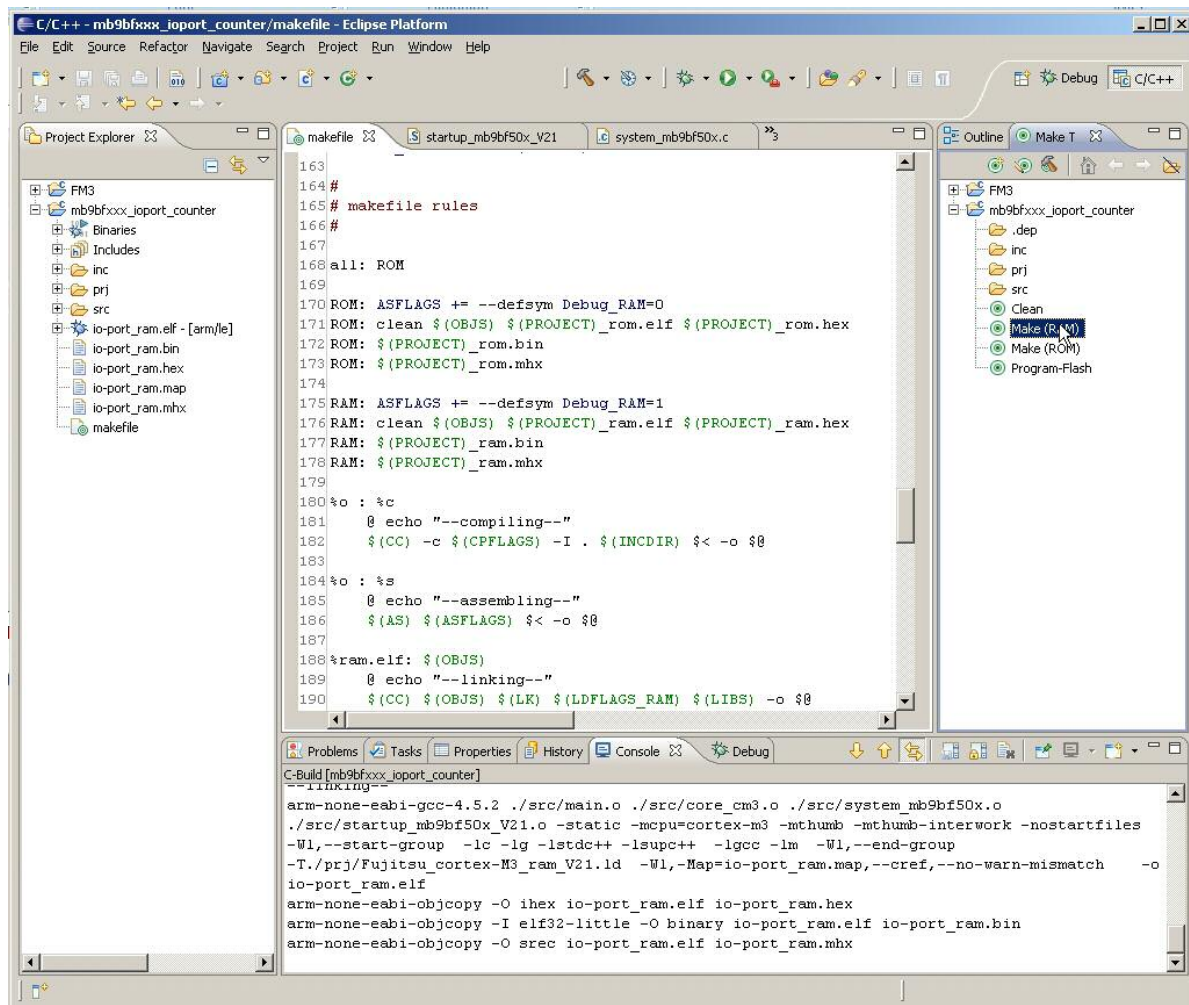 C/C++ - mb9bfxxx_ioport_counter/makefile - Eclipse Platform
File Edit Source Refactor Navigate Search Project Run Window Help
Debug C/C++
Project Explorer
FM3
mb9bfxxx_ioport_counter
Binaries
Includes
inc
prj
src
io-port_ram.elf - [arm/le]
io-port_ram.bin
io-port_ram.hex
io-port_ram.map
io-port_ram.mhx
makefile
makefile startup_mb9bf50x_V21 system_mb9bf50x.c »3
163
164 #
165 # makefile rules
166 #
167
168 all: ROM
169
170 ROM: ASFLAGS += --defsym Debug_RAM=0
171 ROM: clean $(OBJS) $(PROJECT)_rom.elf $(PROJECT)_rom.hex
172 ROM: $(PROJECT)_rom.bin
173 ROM: $(PROJECT)_rom.mhx
174
175 RAM: ASFLAGS += --defsym Debug_RAM=1
176 RAM: clean $(OBJS) $(PROJECT)_ram.elf $(PROJECT)_ram.hex
177 RAM: $(PROJECT)_ram.bin
178 RAM: $(PROJECT)_ram.mhx
179
180 %o : %c
181 @ echo "--compiling--"
182 $(CC) -c $(CPFLAGS) -I . $(INCDIR) $< -o $@
183
184 %o : %s
185 @ echo "--assembling--"
186 $(AS) $(ASFLAGS) $< -o $@
187
188 %ram.elf: $(OBJS)
189 @ echo "--linking--"
190 $(CC) $(OBJS) $(LK) $(LDFLAGS_RAM) $(LIBS) -o $@
Outline Make T
FM3
mb9bfxxx_ioport_counter
.dep
inc
prj
src
Clean
Make (RAM)
Make (ROM)
Program-Flash
Problems Tasks Properties History Console Debug
C-Build [mb9bfxxx_ioport_counter]
--linking--
arm-none-eabi-gcc-4.5.2 ./src/main.o ./src/core_cm3.o ./src/system_mb9bf50x.o
./src/startup_mb9bf50x_V21.o -static -mcpu=cortex-m3 -mthumb -mthumb-interwork -nostartfiles
-Wl,--start-group -lc -lg -lstdc++ -lsupc++ -lgcc -lm -Wl,--end-group
-T./prj/Fujitsu_cortex-M3_ram_V21.ld -Wl,-Map=io-port_ram.map,--cref,--no-warn-mismatch -o
io-port_ram.elf
arm-none-eabi-objcopy -O ihex io-port_ram.elf io-port_ram.hex
arm-none-eabi-objcopy -I elf32-little -O binary io-port_ram.elf io-port_ram.bin
arm-none-eabi-objcopy -O srec io-port_ram.elf io-port_ram.mhx